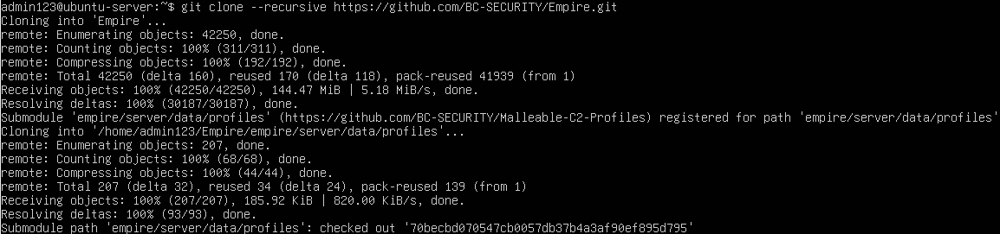 admin123@ubuntu-server:~$ git clone --recursive https://github.com/BC-SECURITY/Empire.git
Cloning into 'Empire'...
remote: Enumerating objects: 42250, done.
remote: Counting objects: 100% (311/311), done.
remote: Compressing objects: 100% (192/192), done.
remote: Total 42250 (delta 160), reused 170 (delta 118), pack-reused 41939 (from 1)
Receiving objects: 100% (42250/42250), 144.47 MiB | 5.18 MiB/s, done.
Resolving deltas: 100% (30187/30187), done.
Submodule 'empire/server/data/profiles' (https://github.com/BC-SECURITY/Malleable-C2-Profiles) registered for path 'empire/server/data/profiles'
Cloning into '/home/admin123/Empire/empire/server/data/profiles'...
remote: Enumerating objects: 207, done.
remote: Counting objects: 100% (68/68), done.
remote: Compressing objects: 100% (44/44), done.
remote: Total 207 (delta 32), reused 34 (delta 24), pack-reused 139 (from 1)
Receiving objects: 100% (207/207), 185.92 KiB | 820.00 KiB/s, done.
Resolving deltas: 100% (93/93), done.
Submodule path 'empire/server/data/profiles': checked out '70becbd070547cb0057db37b4a3af90ef895d795'